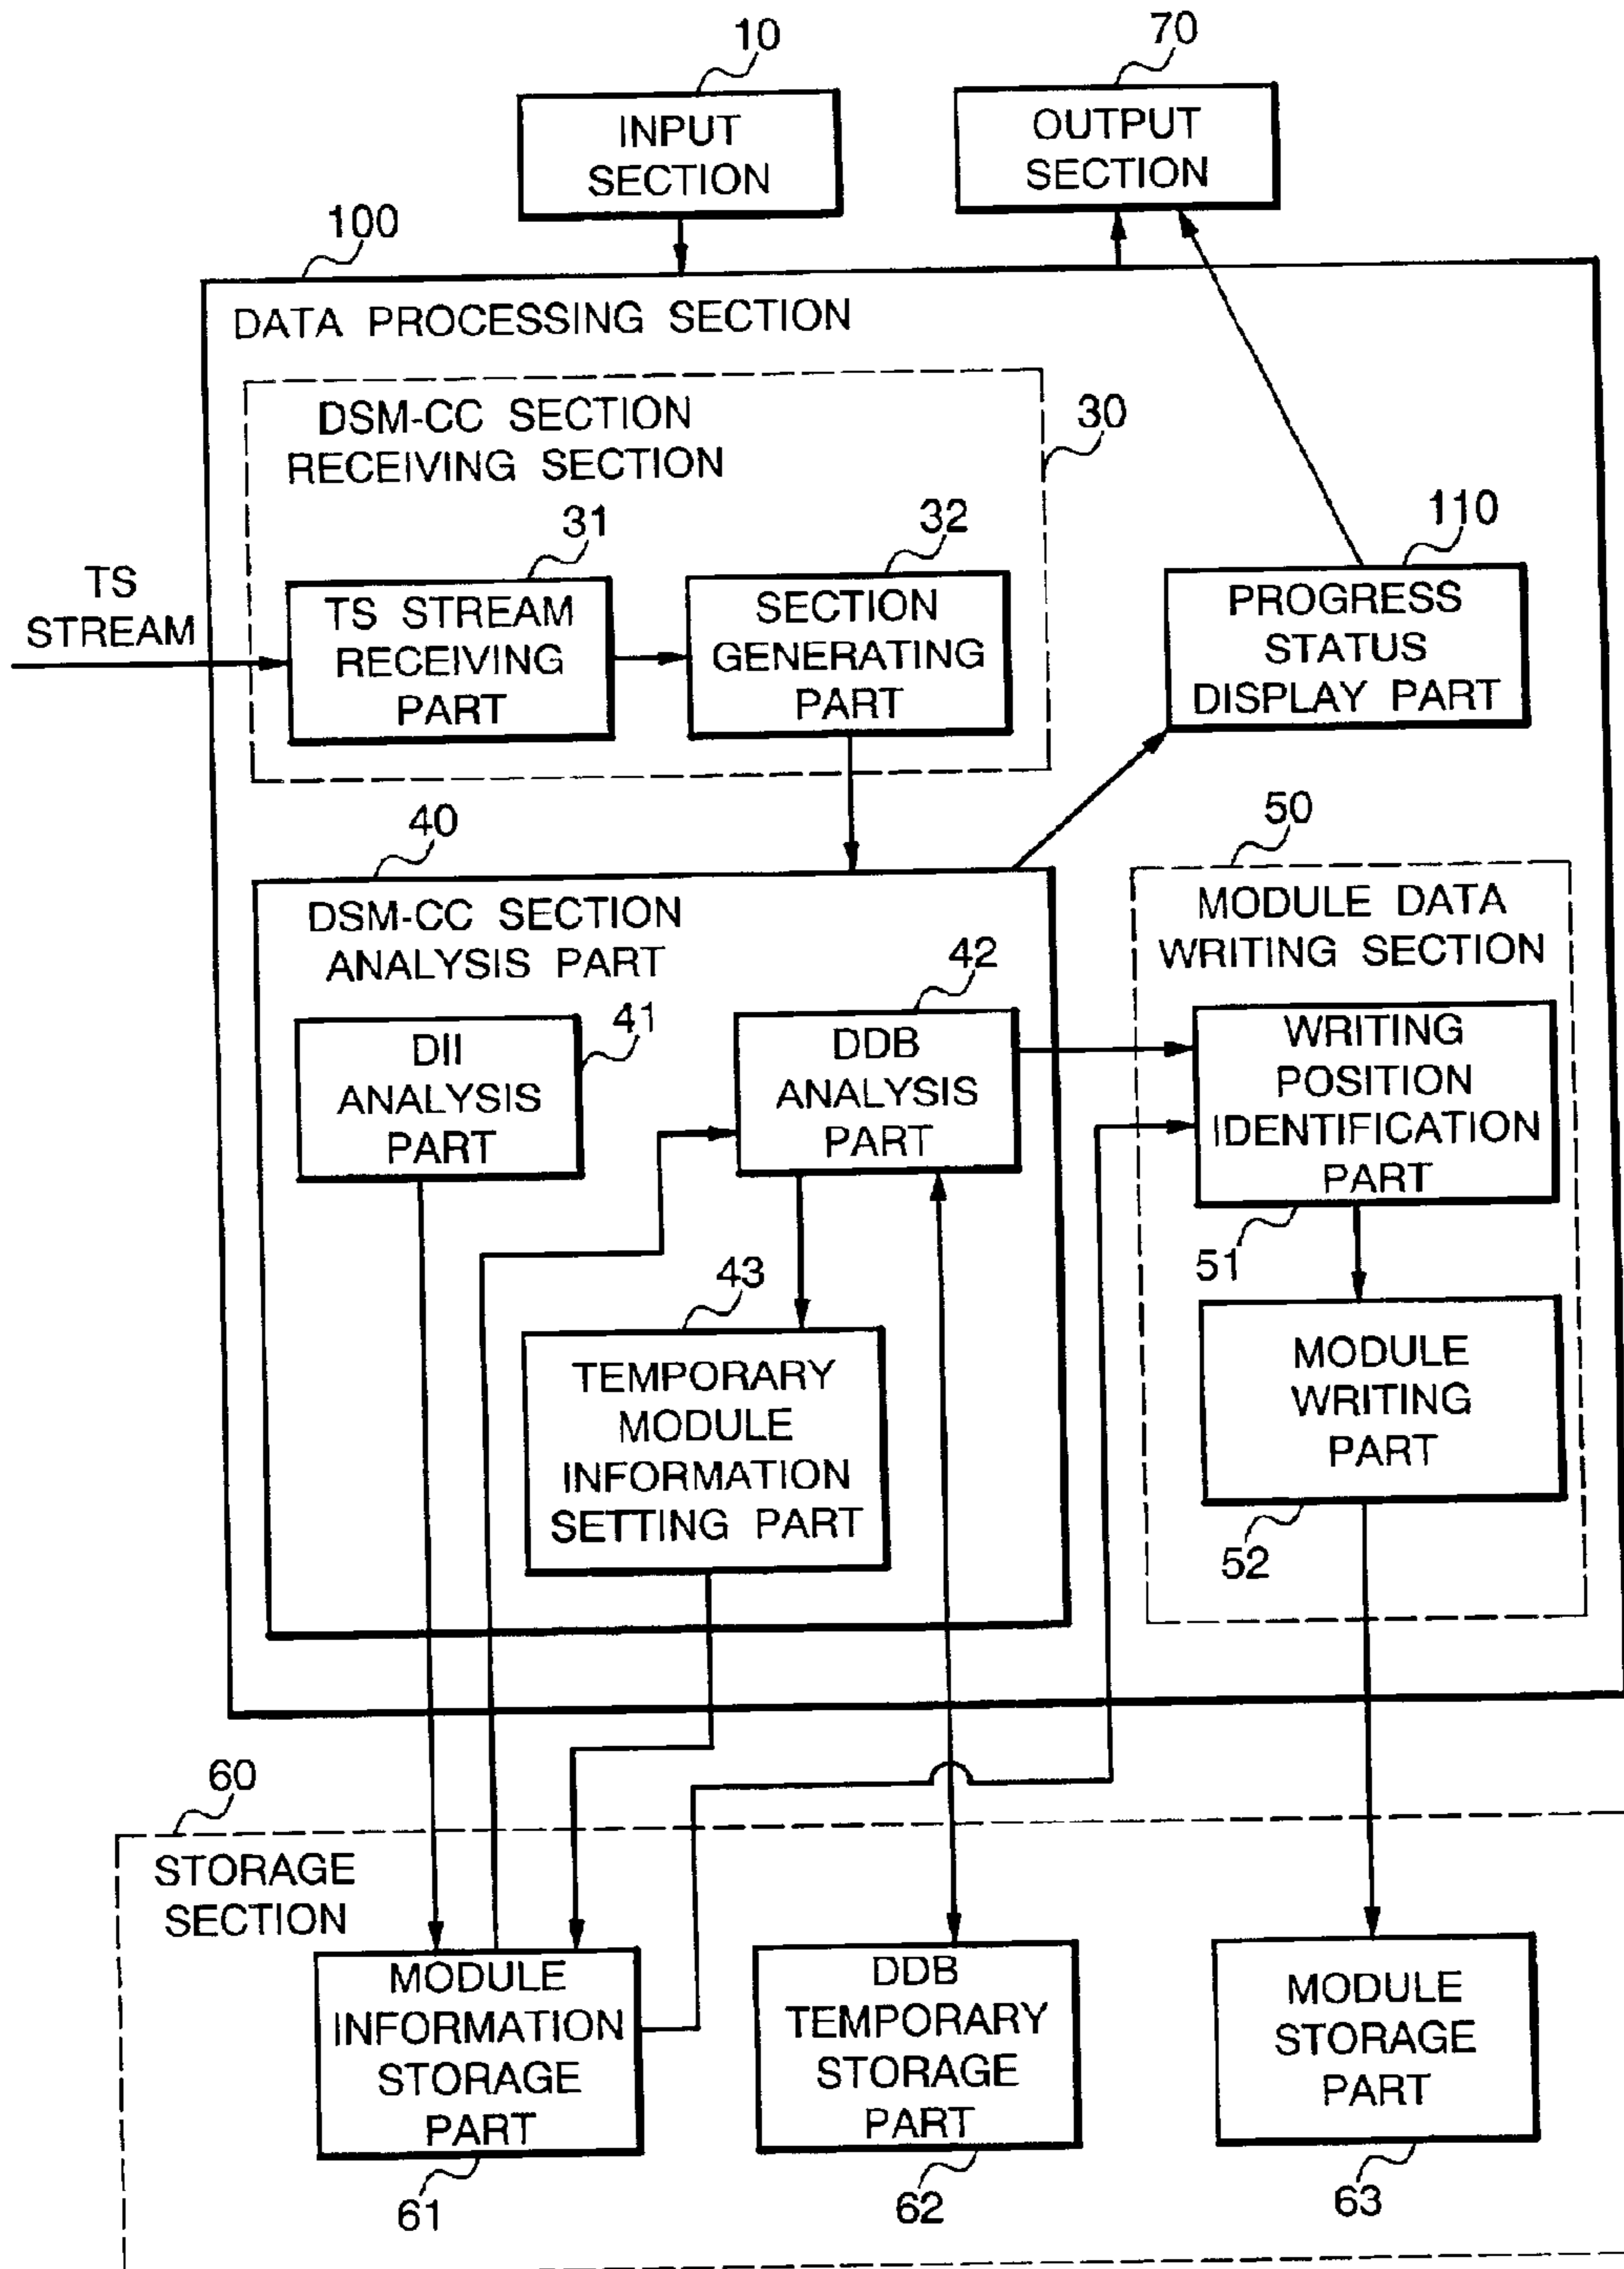 10
70
INPUT
SECTION
OUTPUT
SECTION
100
DATA PROCESSING SECTION
DSM-CC SECTION
RECEIVING SECTION
30
31
32
110
TS
STREAM
TS STREAM
RECEIVING
PART
SECTION
GENERATING
PART
PROGRESS
STATUS
DISPLAY PART
40
50
DSM-CC SECTION
ANALYSIS PART
MODULE DATA
WRITING SECTION
41
42
DII
ANALYSIS
PART
DDB
ANALYSIS
PART
WRITING
POSITION
IDENTIFICATION
PART
51
43
TEMPORARY
MODULE
INFORMATION
SETTING PART
MODULE
WRITING
PART
52
60
STORAGE
SECTION
MODULE
INFORMATION
STORAGE
PART
DDB
TEMPORARY
STORAGE
PART
MODULE
STORAGE
PART
61
62
63